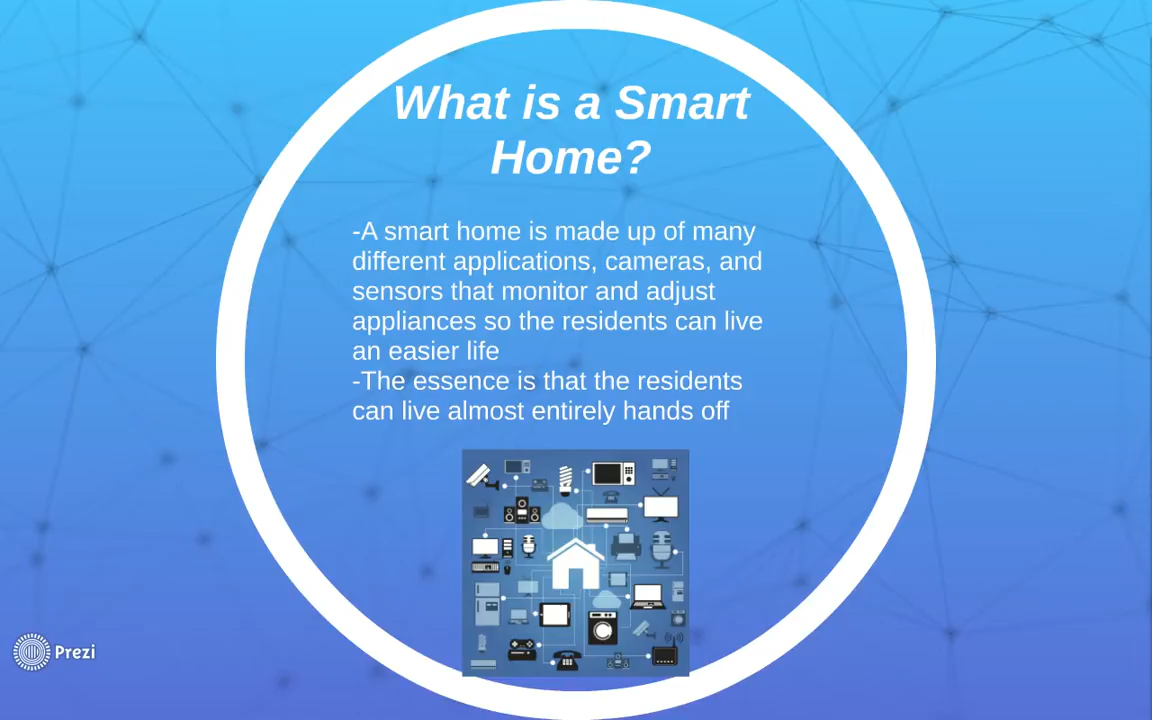 What is a Smart
Home?
-A smart home is made up of many
different applications, cameras, and
sensors that monitor and adjust
appliances so the residents can live
an easier life
-The essence is that the residents
can live almost entirely hands off
Prezi